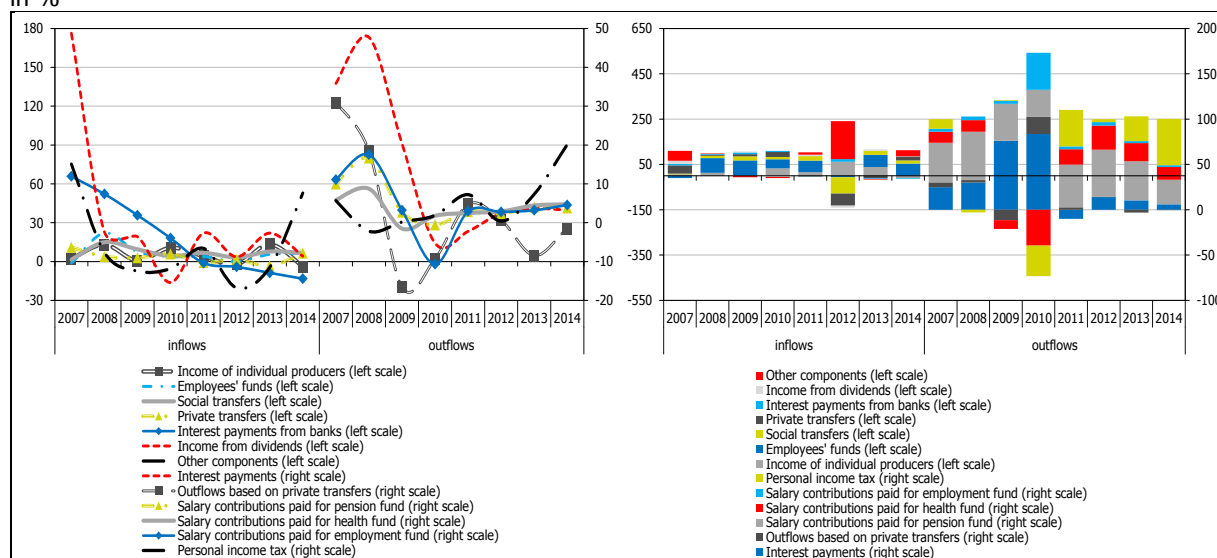 in %
180
150
120
90
60
30
0
-30
50
40
30
20
10
0
-10
-20
2007 2008 2009 2010 2011 2012 2013 2014 2007 2008 2009 2010 2011 2012 2013 2014
inflows outflows
Income of individual producers (left scale)
Employees' funds (left scale)
Social transfers (left scale)
Private transfers (left scale)
Interest payments from banks (left scale)
Income from dividends (left scale)
Other components (left scale)
Interest payments (right scale)
Outflows based on private transfers (right scale)
Salary contributions paid for pension fund (right scale)
Salary contributions paid for health fund (right scale)
Salary contributions paid for employment fund (right scale)
Personal income tax (right scale)
650
450
250
50
-150
-350
-550
200
150
100
50
0
-50
-100
2007 2008 2009 2010 2011 2012 2013 2014 2007 2008 2009 2010 2011 2012 2013 2014
inflows outflows
Other components (left scale)
Income from dividends (left scale)
Interest payments from banks (left scale)
Private transfers (left scale)
Social transfers (left scale)
Employees' funds (left scale)
Income of individual producers (left scale)
Personal income tax (right scale)
Salary contributions paid for employment fund (right scale)
Salary contributions paid for health fund (right scale)
Salary contributions paid for pension fund (right scale)
Outflows based on private transfers (right scale)
Interest payments (right scale)